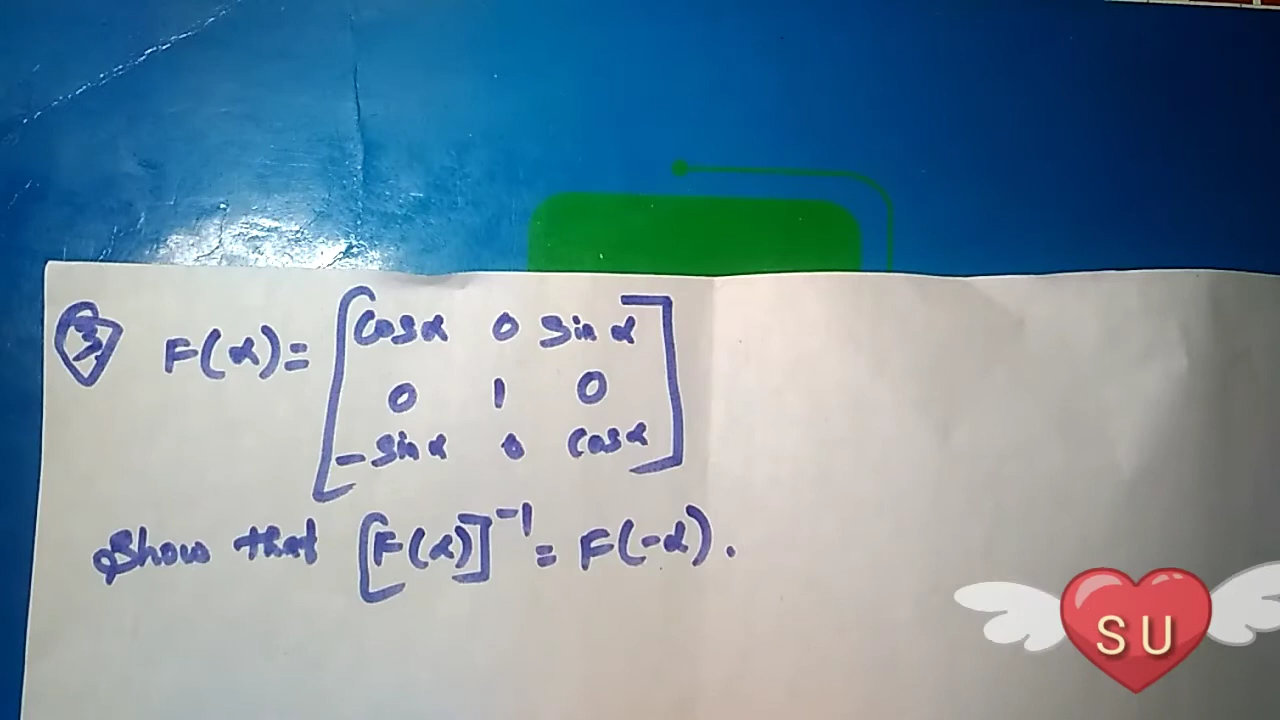 3 F(α) = [cosα 0 sinα
0 1 0
-sinα 0 cosα]
Show that [F(α)]⁻¹ = F(-α).
SU